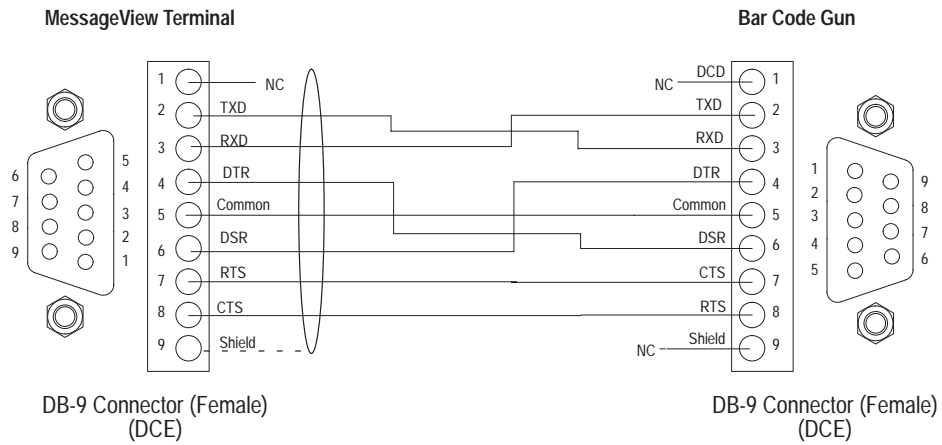 MessageView Terminal
Bar Code Gun
1 NC
2 TXD
3 RXD
4 DTR
5 Common
6 DSR
7 RTS
8 CTS
9 Shield
NC DCD 1
TXD 2
RXD 3
DTR 4
Common 5
DSR 6
CTS 7
RTS 8
NC Shield 9
6
7
8
9
5
4
3
2
1
1
2
3
4
5
9
8
7
6
DB-9 Connector (Female)
(DCE)
DB-9 Connector (Female)
(DCE)